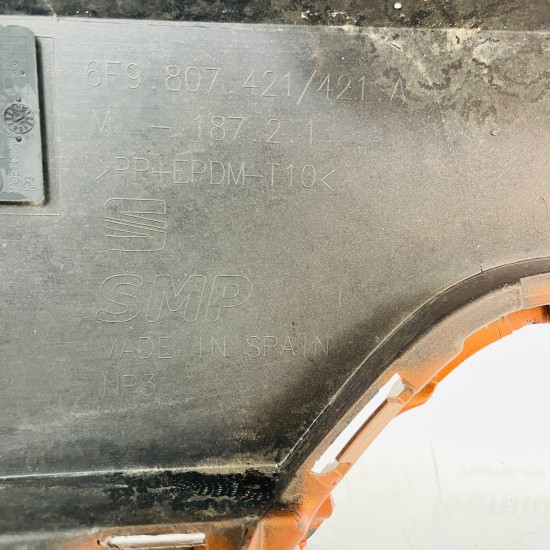 6F9 807 421/421 A
V - 187 2.1
>PP+EPDM-T10<
SMP
MADE IN SPAIN
HP3